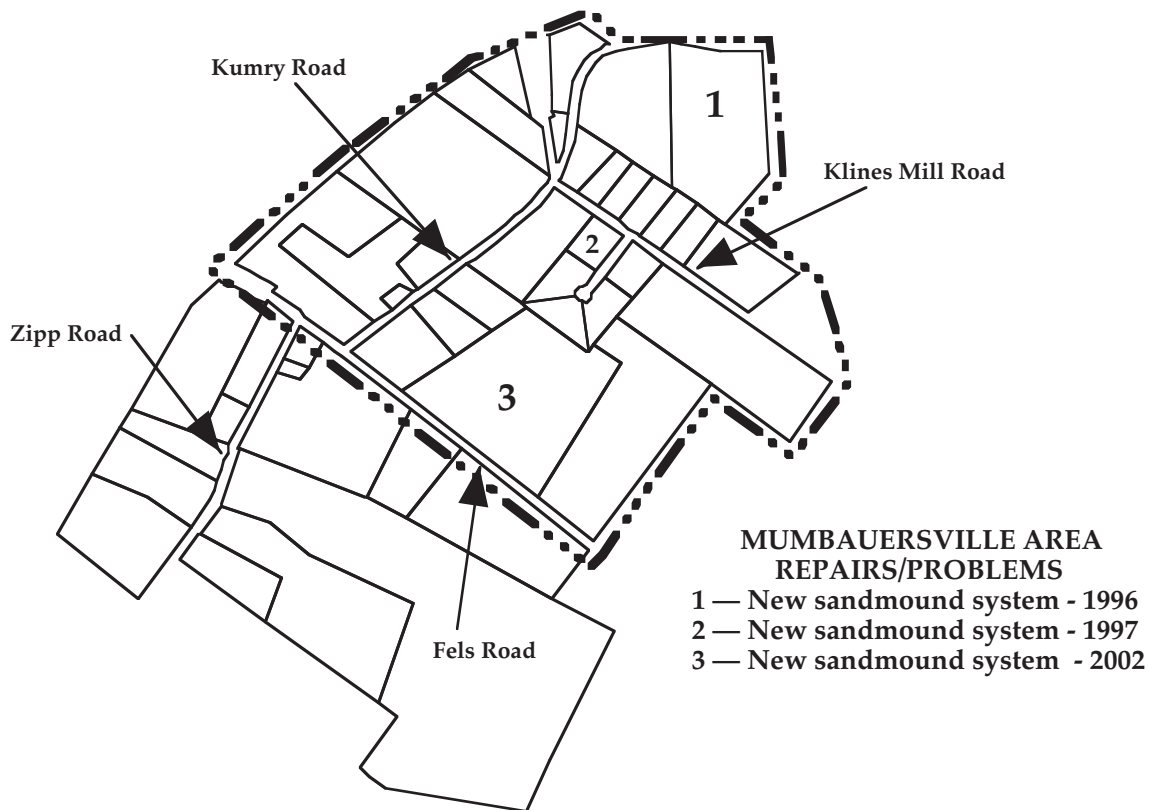 Kumry Road
1
Klines Mill Road
2
Zipp Road
3
MUMBAUERSVILLE AREA
REPAIRS/PROBLEMS
1 — New sandmound system - 1996
2 — New sandmound system - 1997
3 — New sandmound system - 2002
Fels Road